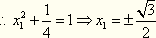 ∴ x₁² + 1/4 = 1 ⇒ x₁ = ± √3/2